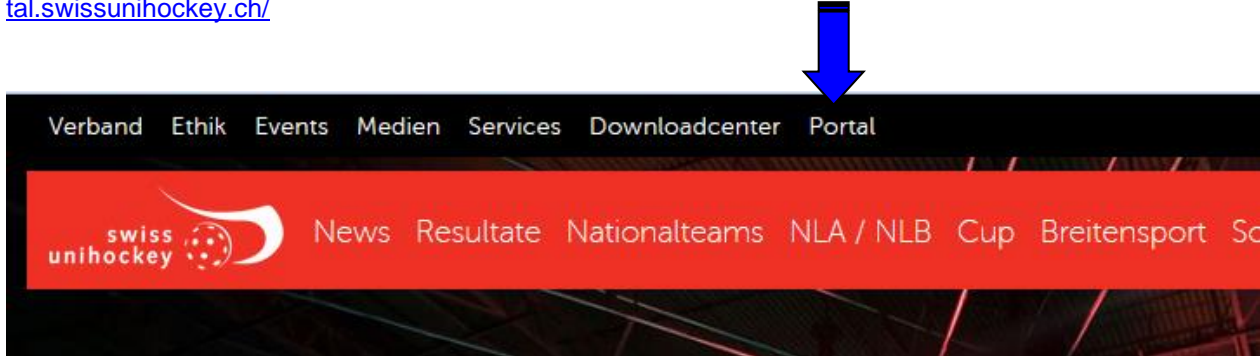 tal.swissunihockey.ch/
Verband Ethik Events Medien Services Downloadcenter Portal
swiss
unihockey
News Resultate Nationalteams NLA / NLB Cup Breitensport Sc